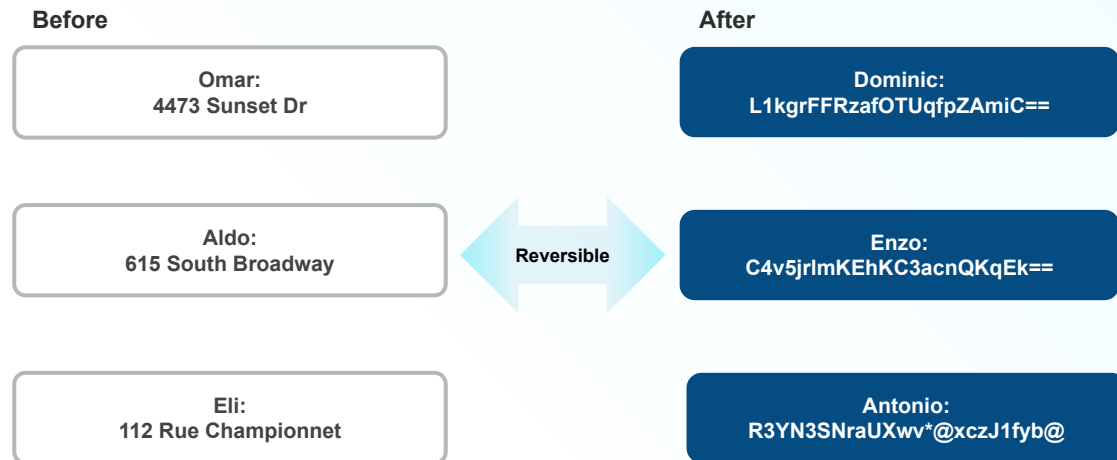 Before
After
Omar:
4473 Sunset Dr
Dominic:
L1kgrFFRzafOTUqfpZAmiC==
Aldo:
615 South Broadway
Reversible
Enzo:
C4v5jrImKEhKC3acnQKqEk==
Eli:
112 Rue Championnet
Antonio:
R3YN3SNraUXwv*@xczJ1fyb@